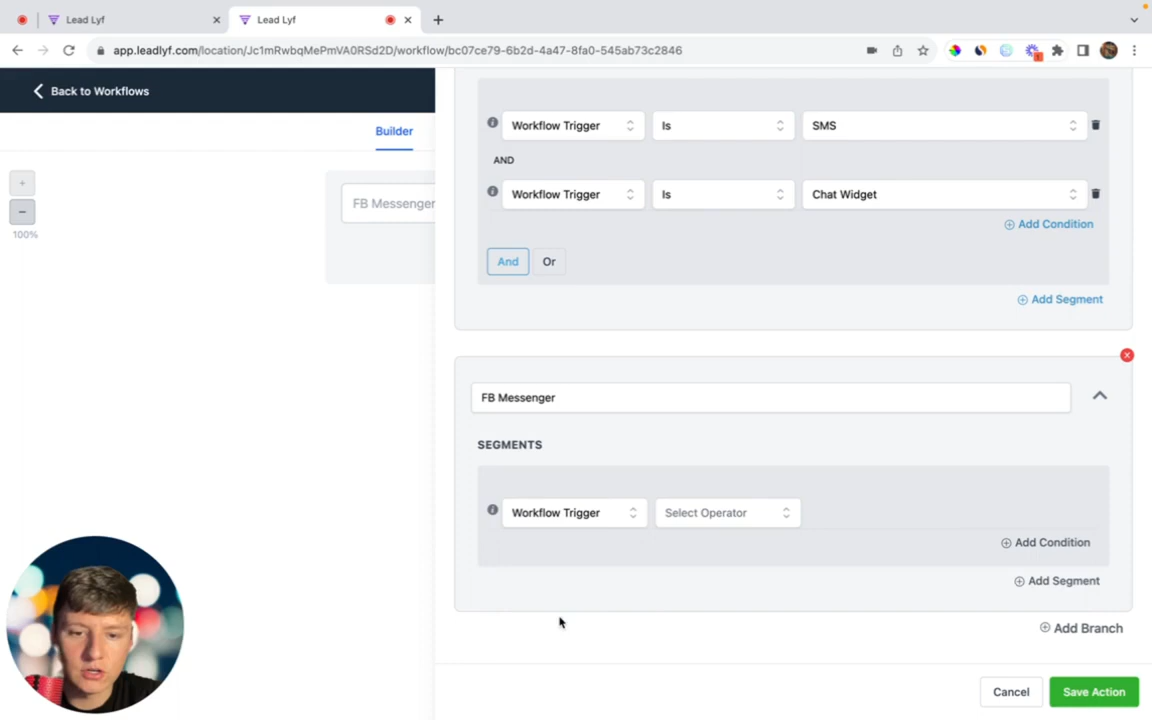 Lead Lyf
Lead Lyf
app.leadlyf.com/location/Jc1mRwbqMePmVA0RSd2D/workflow/bc07ce79-6b2d-4a47-8fa0-545ab73c2846
1
Back to Workflows
Builder
100%
FB Messenger
Workflow Trigger Is SMS
AND
Workflow Trigger Is Chat Widget
Add Condition
And Or
Add Segment
FB Messenger
SEGMENTS
Workflow Trigger Select Operator
Add Condition
Add Segment
Add Branch
Cancel Save Action